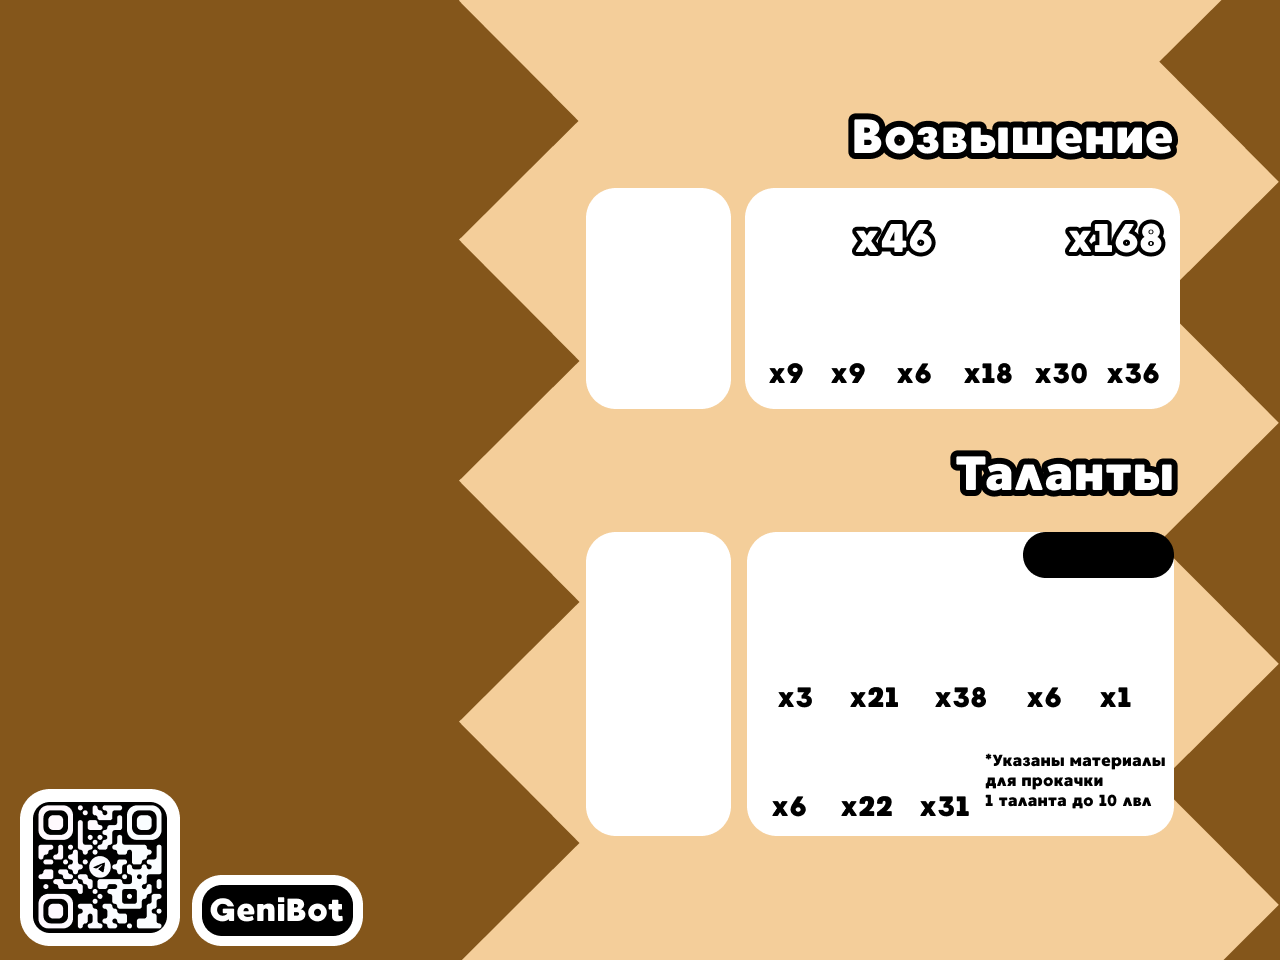 Возвышение
x46 x168
x9 x9 x6 x18 x30 x36
Таланты
x3 x21 x38 x6 x1
*Указаны материалы
для прокачки
1 таланта до 10 лвл
x6 x22 x31
GeniBot